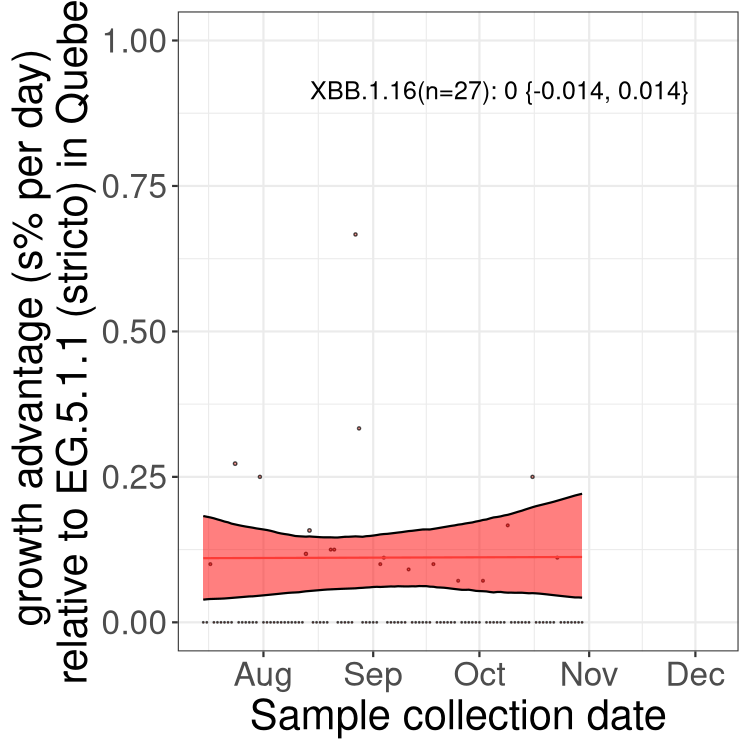 growth advantage (s% per day)
relative to EG.5.1.1 (stricto) in Quebe
1.00
0.75
0.50
0.25
0.00
XBB.1.16(n=27): 0 {-0.014, 0.014}
Aug Sep Oct Nov Dec
Sample collection date